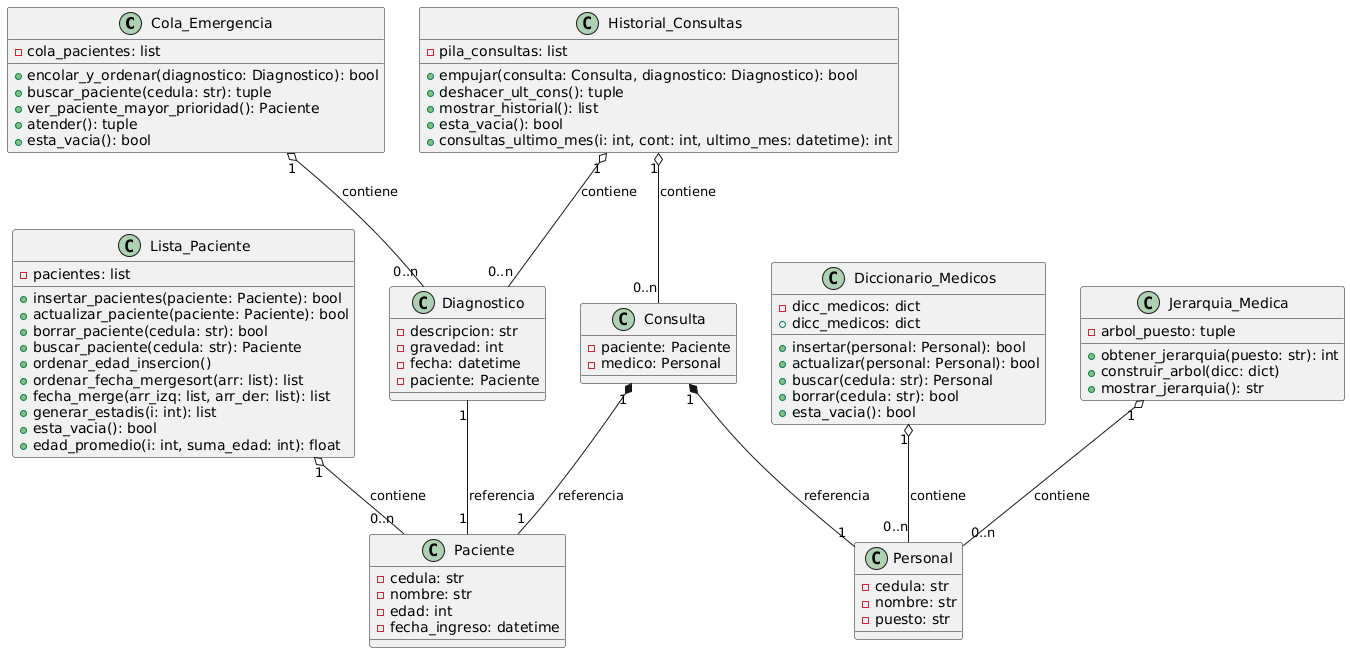 C Cola_Emergencia
cola_pacientes: list
encolar_y_ordenar(diagnostico: Diagnostico): bool
buscar_paciente(cedula: str): tuple
ver_paciente_mayor_prioridad(): Paciente
atender(): tuple
esta_vacia(): bool
C Historial_Consultas
pila_consultas: list
empujar(consulta: Consulta, diagnostico: Diagnostico): bool
deshacer_ult_cons(): tuple
mostrar_historial(): list
esta_vacia(): bool
consultas_ultimo_mes(i: int, cont: int, ultimo_mes: datetime): int
1
1
1
contiene
contiene
contiene
0..n
0..n
0..n
C Lista_Paciente
pacientes: list
insertar_pacientes(paciente: Paciente): bool
actualizar_paciente(paciente: Paciente): bool
borrar_paciente(cedula: str): bool
buscar_paciente(cedula: str): Paciente
ordenar_edad_insercion()
ordenar_fecha_mergesort(arr: list): list
fecha_merge(arr_izq: list, arr_der: list): list
generar_estadis(i: int): list
esta_vacia(): bool
edad_promedio(i: int, suma_edad: int): float
C Diagnostico
descripcion: str
gravedad: int
fecha: datetime
paciente: Paciente
C Consulta
paciente: Paciente
medico: Personal
C Diccionario_Medicos
dicc_medicos: dict
dicc_medicos: dict
insertar(personal: Personal): bool
actualizar(personal: Personal): bool
buscar(cedula: str): Personal
borrar(cedula: str): bool
esta_vacia(): bool
C Jerarquia_Medica
arbol_puesto: tuple
obtener_jerarquia(puesto: str): int
construir_arbol(dicc: dict)
mostrar_jerarquia(): str
1
1
1
1
1
1
contiene
referencia
referencia
referencia
contiene
contiene
0..n
1
1
1
0..n
0..n
C Paciente
cedula: str
nombre: str
edad: int
fecha_ingreso: datetime
C Personal
cedula: str
nombre: str
puesto: str